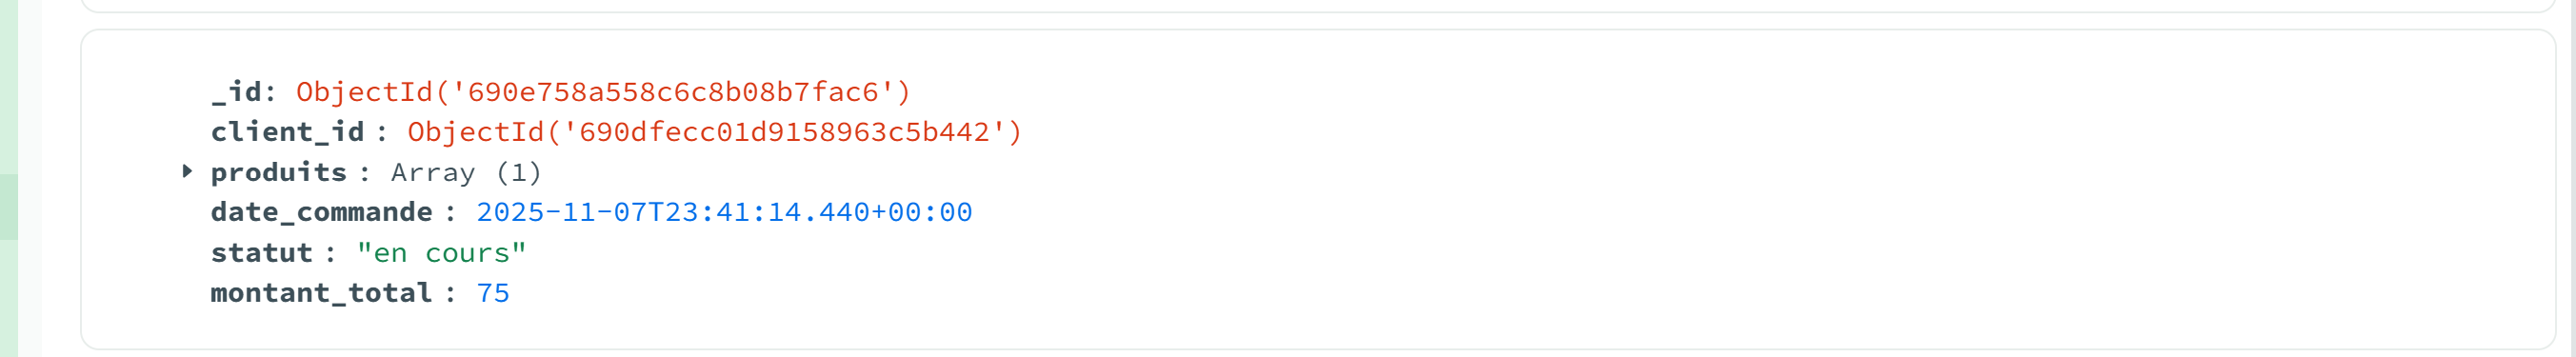 _id: ObjectId('690e758a558c6c8b08b7fac6')
client_id : ObjectId('690dfecc01d9158963c5b442')
produits : Array (1)
date_commande : 2025-11-07T23:41:14.440+00:00
statut : "en cours"
montant_total : 75